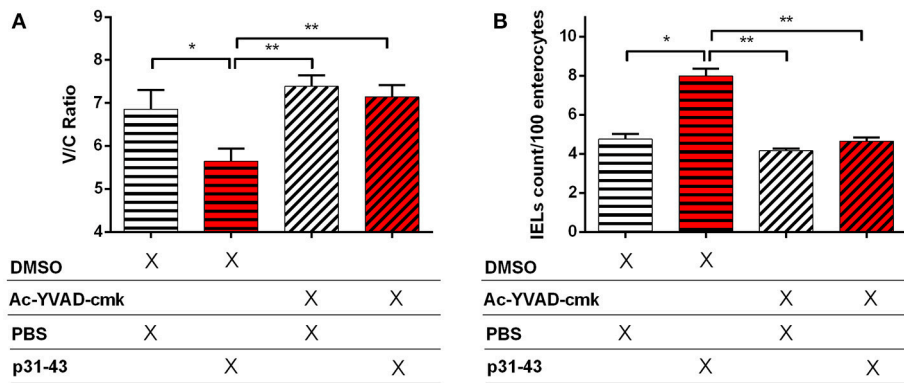 A
V/C Ratio
9
8
7
6
5
4
*
**
**
DMSO X X
Ac-YVAD-cmk X X
PBS X X
p31-43 X X
B
IELs count/100 enterocytes
10
8
6
4
2
0
*
**
**
DMSO X X
Ac-YVAD-cmk X X
PBS X X
p31-43 X X